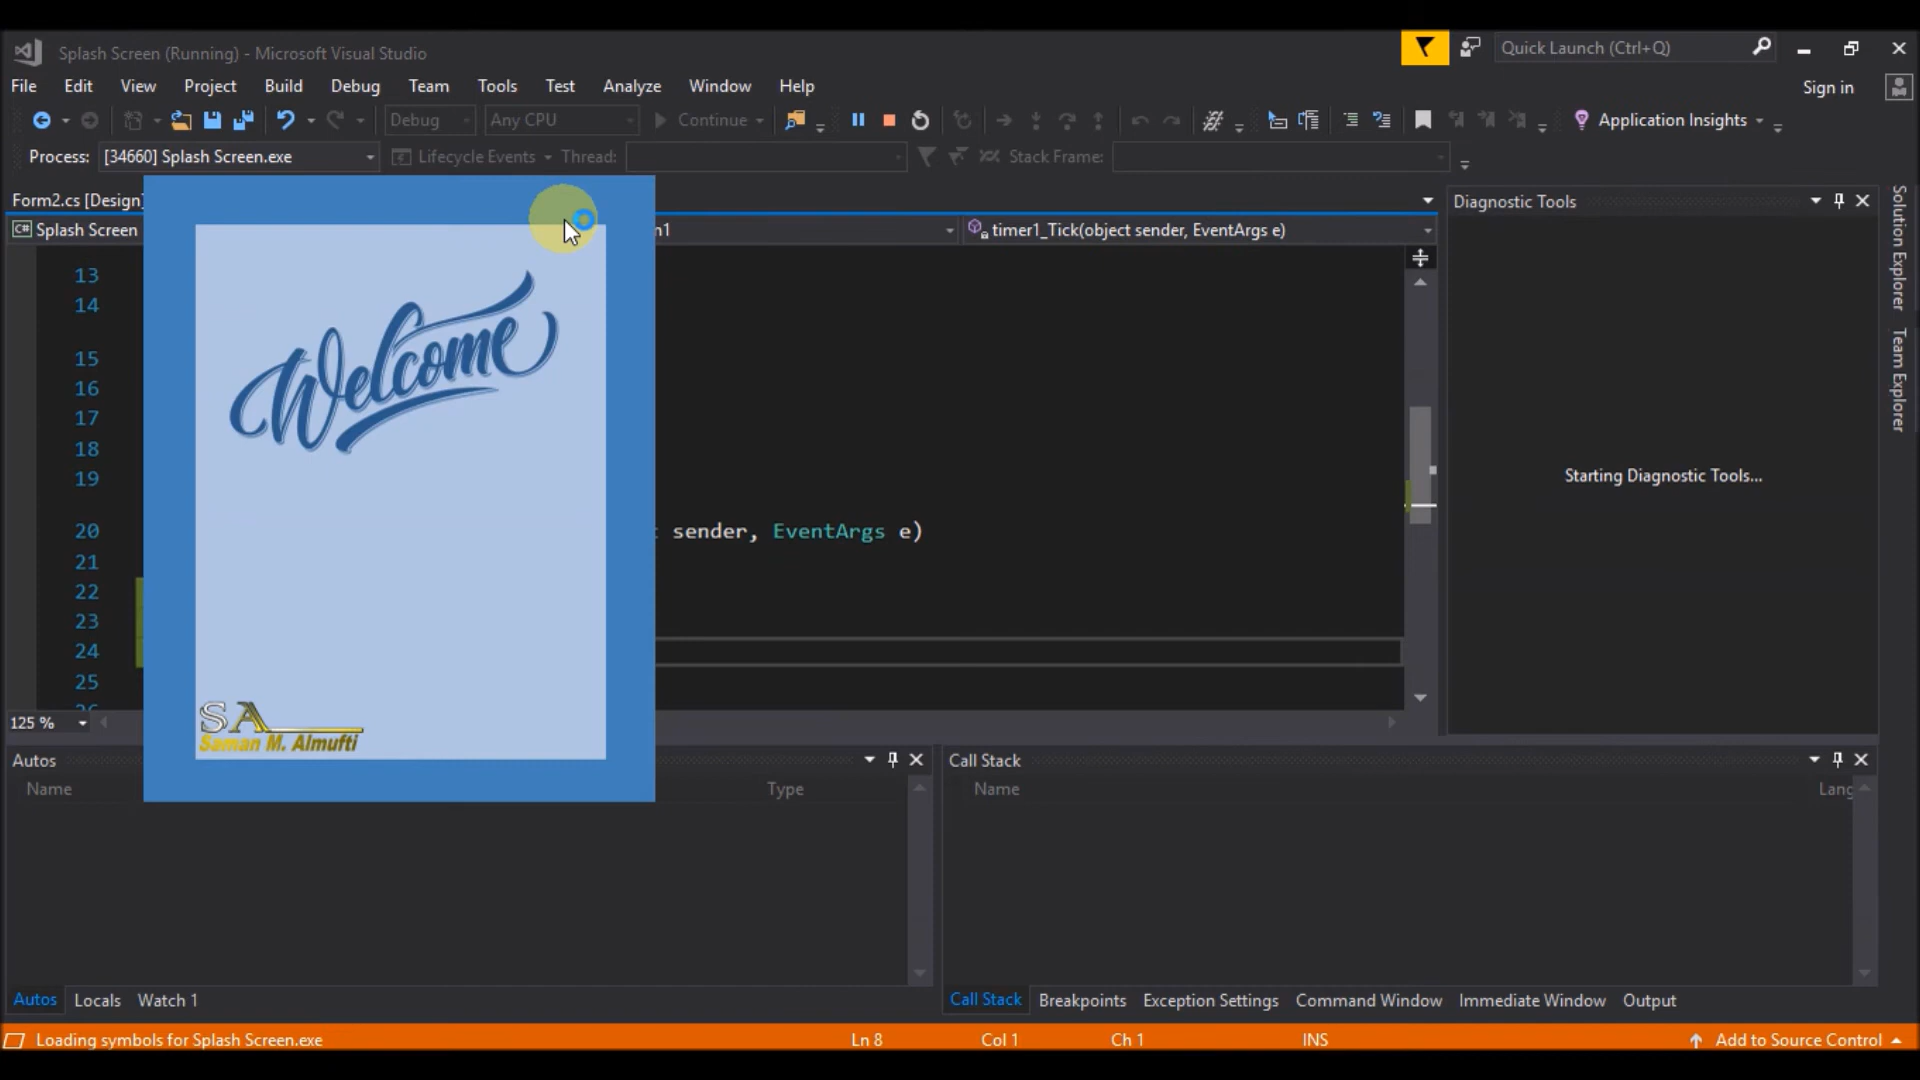 Splash Screen (Running) - Microsoft Visual Studio
Quick Launch (Ctrl+Q)
File Edit View Project Build Debug Team Tools Test Analyze Window Help
Sign in
Debug Any CPU Continue Application Insights
Process: [34660] Splash Screen.exe Lifecycle Events Thread: Stack Frame:
Form2.cs [Design]
Diagnostic Tools
C# Splash Screen
timer1_Tick(object sender, EventArgs e)
Solution Explorer
Team Explorer
13
14
15
16
17
18
19
20 sender, EventArgs e)
21
22
23
24
25
Welcome
SA
Saman M. Almufti
Starting Diagnostic Tools...
125 %
Autos
Name Type
Call Stack
Name Lang
Autos Locals Watch 1
Call Stack Breakpoints Exception Settings Command Window Immediate Window Output
Loading symbols for Splash Screen.exe Ln 8 Col 1 Ch 1 INS Add to Source Control